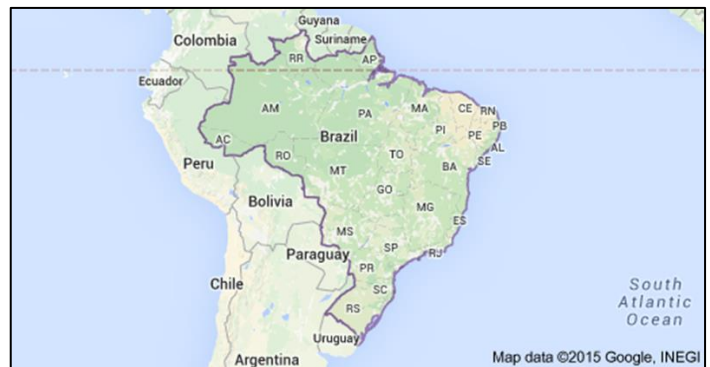 Guyana
Colombia
Suriname
RR
AP
Ecuador
AM
PA
MA
CE
RN
PB
Brazil
PI
PE
AC
RO
TO
AL
SE
Peru
MT
BA
GO
Bolivia
MG
ES
MS
SP
RJ
Paraguay
PR
Chile
SC
RS
South
Atlantic
Ocean
Uruguay
Argentina
Map data ©2015 Google, INEGI